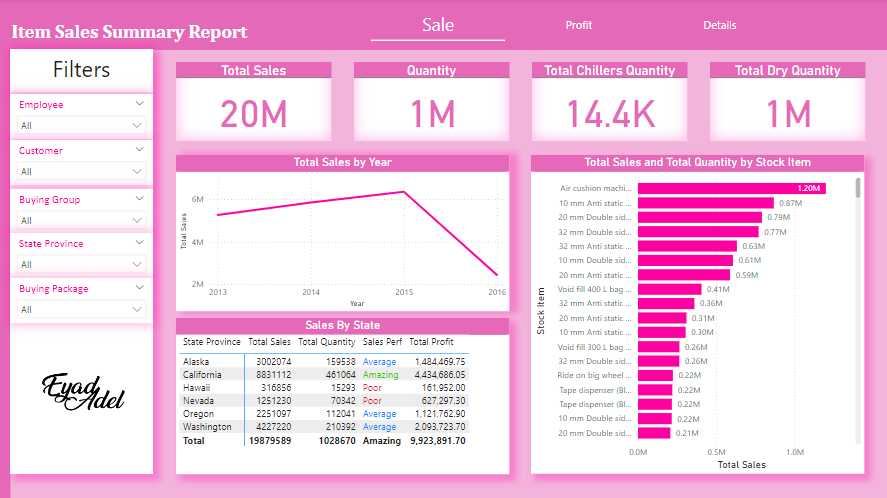 Item Sales Summary Report
Sale
Profit
Details
Filters
Employee
All
Customer
All
Buying Group
All
State Province
All
Buying Package
All
Eyad
Adel
Total Sales
20M
Quantity
1M
Total Chillers Quantity
14.4K
Total Dry Quantity
1M
Total Sales by Year
Total Sales
6M
4M
2M
2013 2014 2015 2016
Year
Sales By State
State Province Total Sales Total Quantity Sales Perf Total Profit
Alaska 3002074 159538 Average 1,484,469.75
California 8831112 461064 Amazing 4,434,686.05
Hawaii 316856 15293 Poor 161,952.00
Nevada 1251230 70342 Poor 627,297.30
Oregon 2251097 112041 Average 1,121,762.90
Washington 4227220 210392 Average 2,093,723.70
Total 19879589 1028670 Amazing 9,923,891.70
Total Sales and Total Quantity by Stock Item
Stock Item
Air cushion machi... 1.20M
10 mm Anti static ... 0.87M
20 mm Double sid... 0.79M
32 mm Double sid... 0.77M
32 mm Anti static ... 0.63M
10 mm Double sid... 0.61M
20 mm Anti static ... 0.59M
Void fill 400 L bag ... 0.41M
32 mm Anti static ... 0.36M
20 mm Anti static ... 0.31M
10 mm Anti static ... 0.30M
Void fill 300 L bag ... 0.26M
32 mm Double sid... 0.26M
Ride on big wheel ... 0.22M
Tape dispenser (Bl... 0.22M
Tape dispenser (Bl... 0.22M
10 mm Double sid... 0.22M
20 mm Double sid... 0.21M
0.0M 0.5M 1.0M
Total Sales